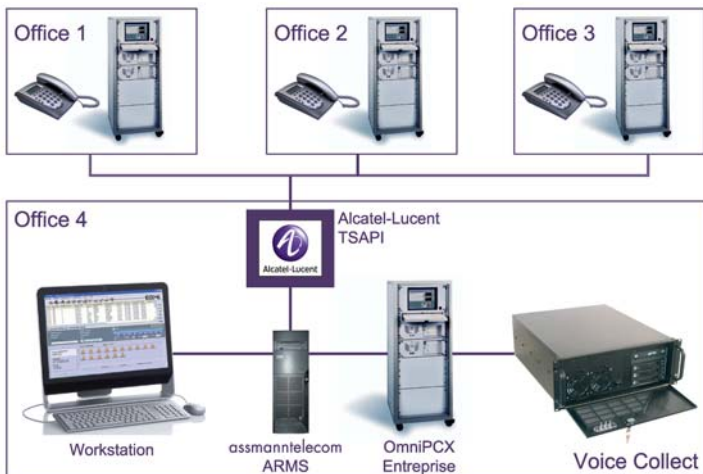 Office 1
Office 2
Office 3
Office 4
Alcatel-Lucent
TSAPI
Alcatel-Lucent
Workstation
assmanntelecom
ARMS
OmniPCX
Entreprise
Voice Collect